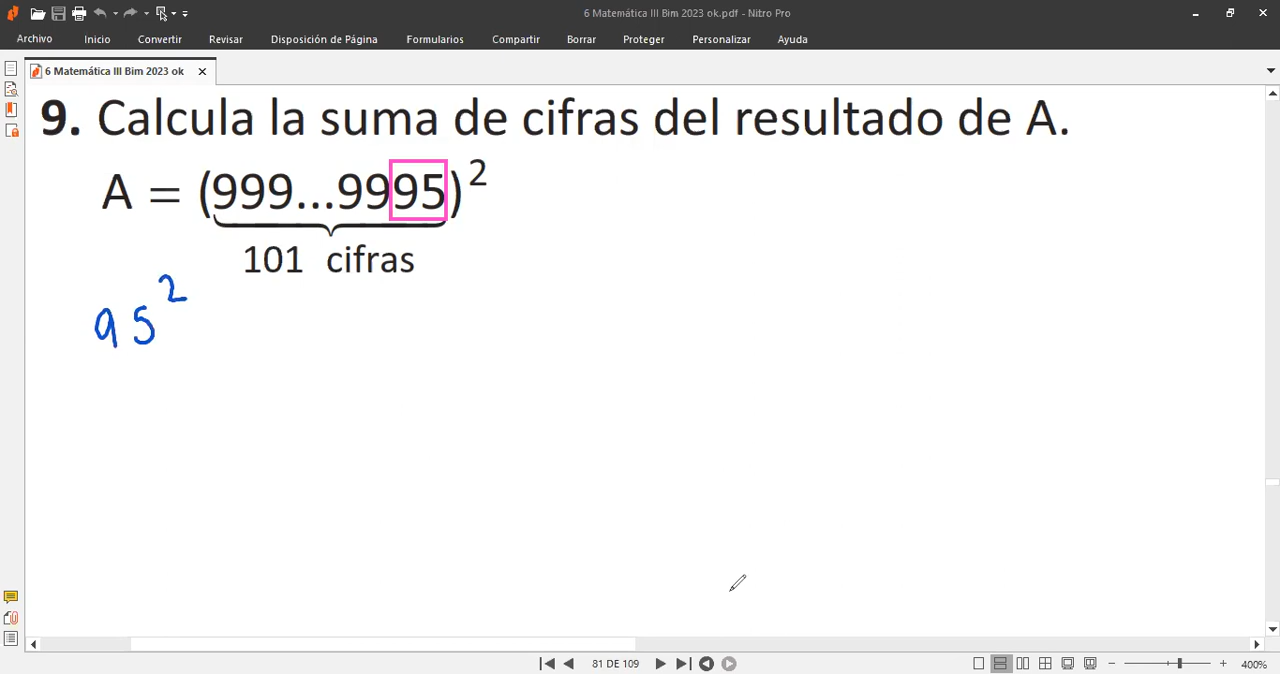 6 Matemática III Bim 2023 ok.pdf - Nitro Pro
Archivo Inicio Convertir Revisar Disposición de Página Formularios Compartir Borrar Proteger Personalizar Ayuda
6 Matemática III Bim 2023 ok
9. Calcula la suma de cifras del resultado de A.
A = (999...9995)²
101 cifras
95²
81 DE 109
400%